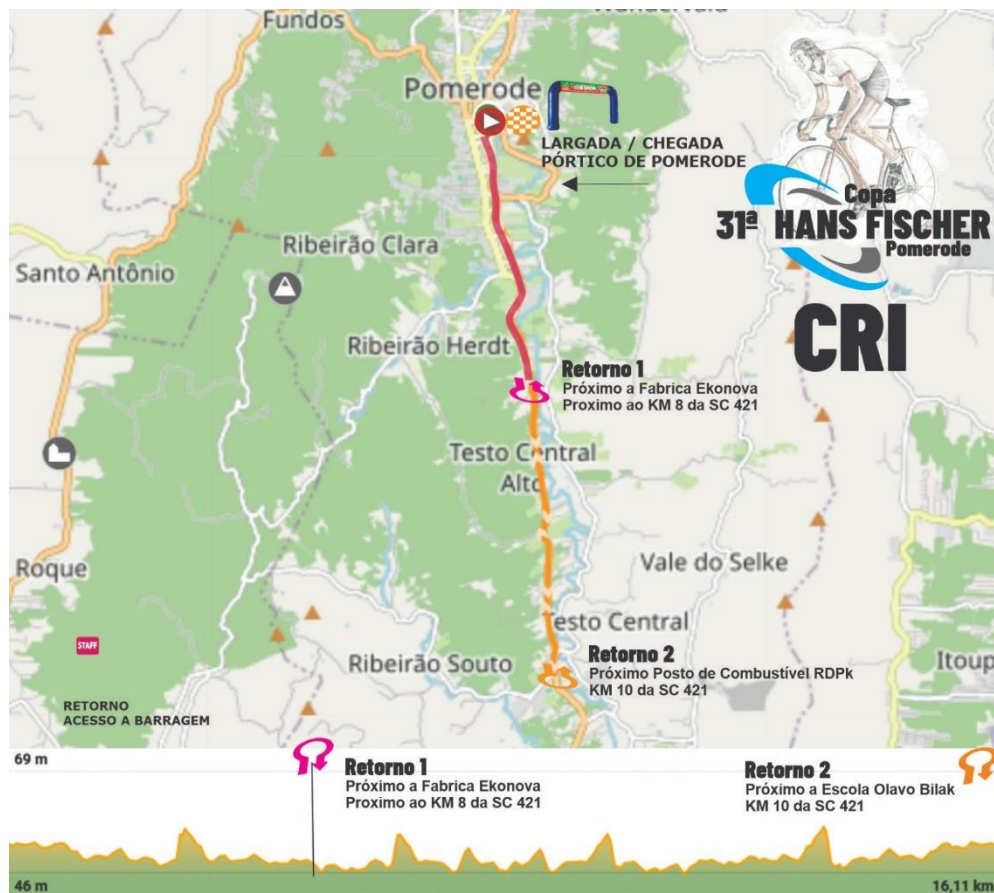 Fundos
Pomerode
LARGADA / CHEGADA
PÓRTICO DE POMERODE
Copa
31ª HANS FISCHER
Pomerode
CRI
Ribeirão Clara
Santo Antônio
Ribeirão Herdt
Retorno 1
Próximo a Fabrica Ekonova
Proximo ao KM 8 da SC 421
Testo Central
Alto
Roque
Vale do Selke
Testo Central
STAFF
Ribeirão Souto
Retorno 2
Próximo Posto de Combustível RDPk
KM 10 da SC 421
Itoup
RETORNO
ACESSO A BARRAGEM
69 m
Retorno 1
Próximo a Fabrica Ekonova
Proximo ao KM 8 da SC 421
Retorno 2
Próximo a Escola Olavo Bilak
KM 10 da SC 421
46 m
16,11 km